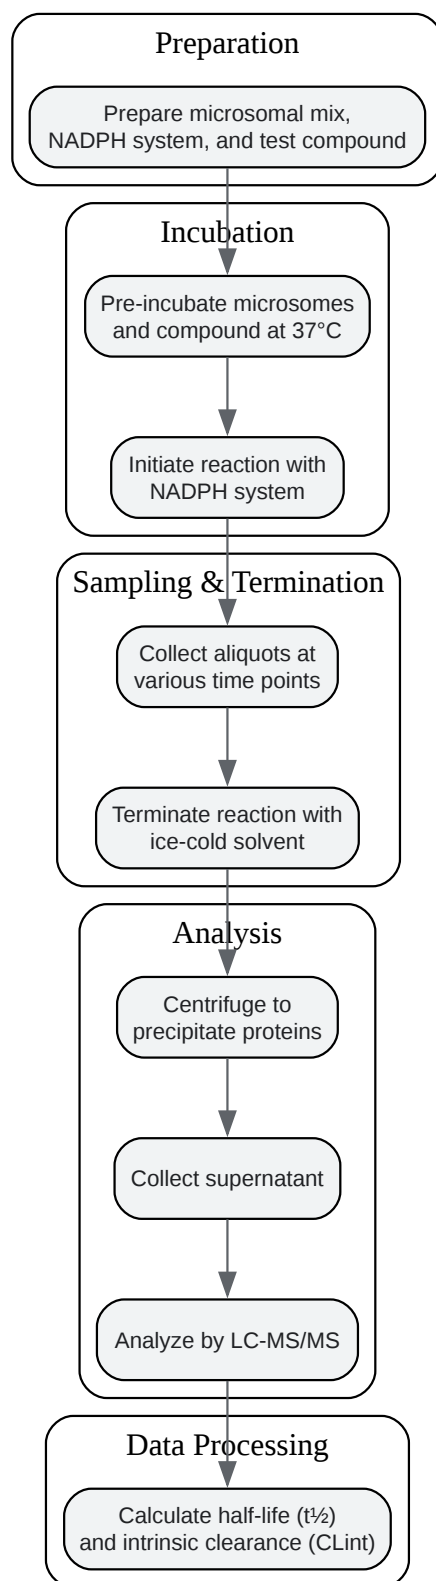 Preparation
Prepare microsomal mix,
NADPH system, and test compound
Incubation
Pre-incubate microsomes
and compound at 37°C
Initiate reaction with
NADPH system
Sampling & Termination
Collect aliquots at
various time points
Terminate reaction with
ice-cold solvent
Analysis
Centrifuge to
precipitate proteins
Collect supernatant
Analyze by LC-MS/MS
Data Processing
Calculate half-life (t½)
and intrinsic clearance (CLint)